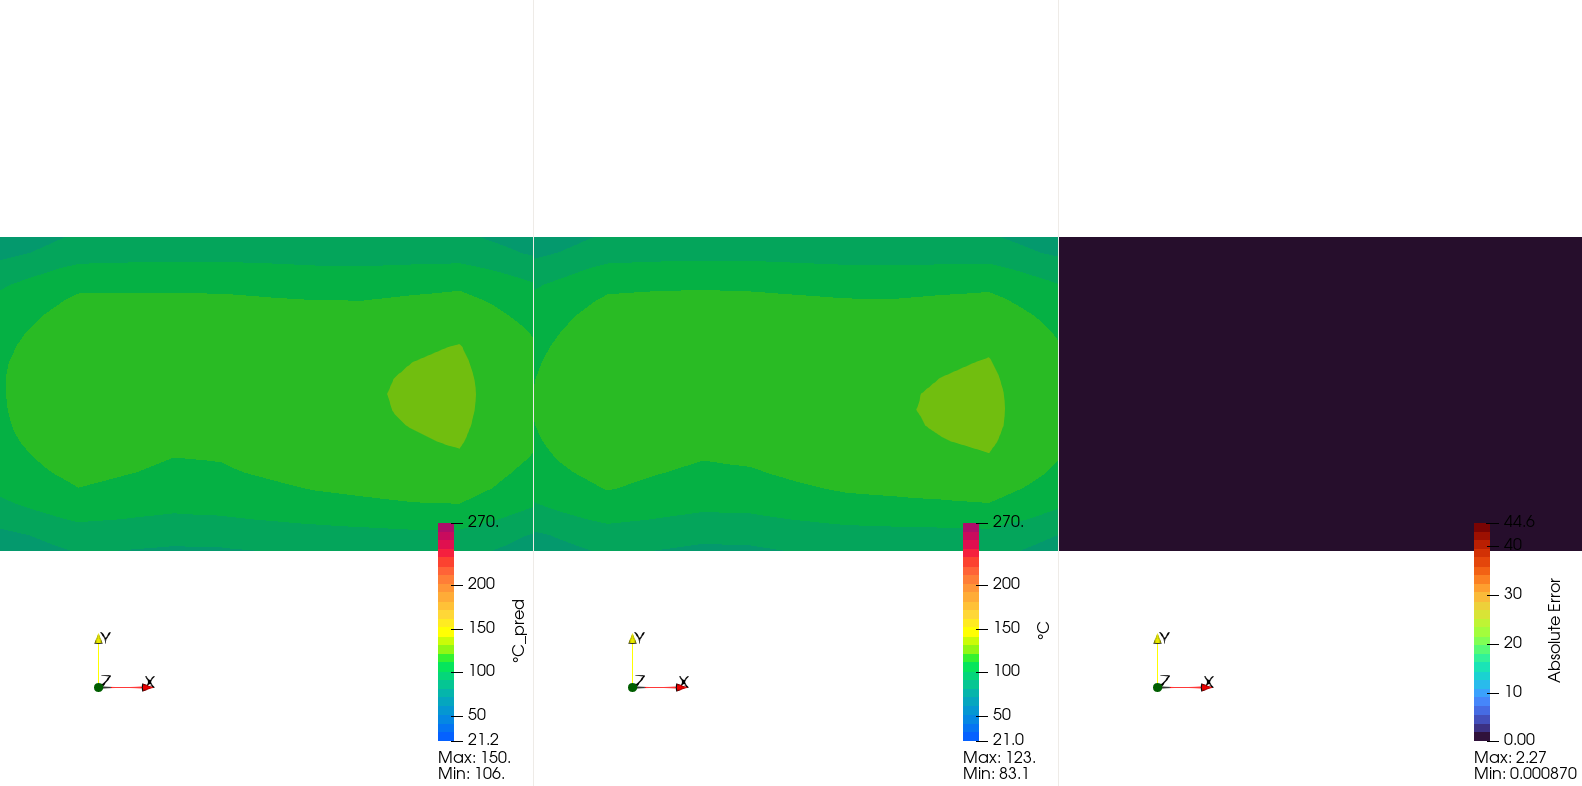 270.
200
150
100
50
21.2
°C_pred
Max: 150.
Min: 106.
Y
Z
X
270.
200
150
100
50
21.0
°C
Max: 123.
Min: 83.1
Y
Z
X
44.6
40
30
20
10
0.00
Absolute Error
Max: 2.27
Min: 0.000870
Y
Z
X